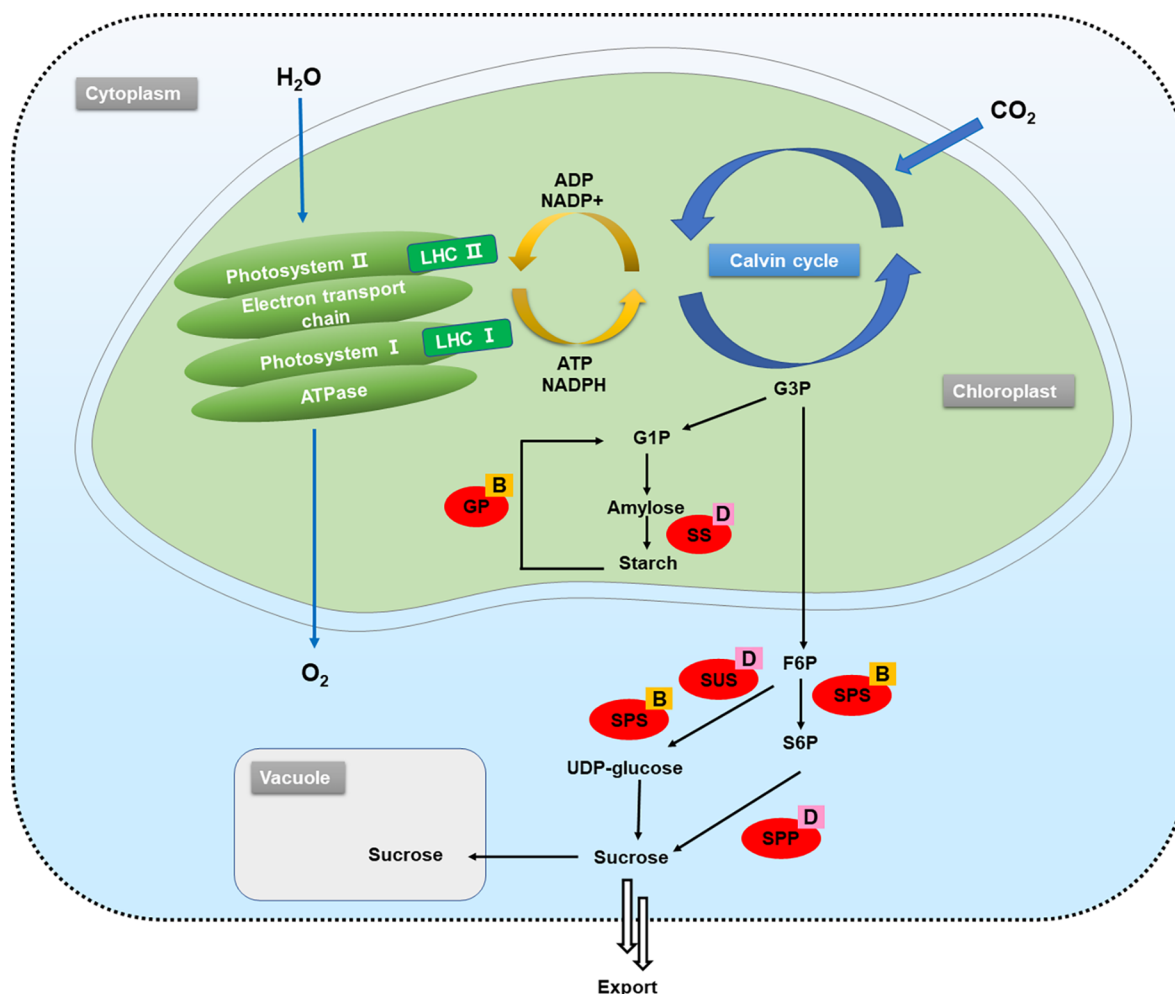 H₂O
Cytoplasm
CO₂
ADP
NADP+
Photosystem Ⅱ
LHC Ⅱ
Calvin cycle
Electron transport
chain
Photosystem Ⅰ
LHC Ⅰ
ATPase
ATP
NADPH
G3P
Chloroplast
G1P
GP
B
Amylose
SS
D
Starch
O₂
F6P
SUS
D
SPS
B
SPS
B
S6P
UDP-glucose
Vacuole
SPP
D
Sucrose
Sucrose
Export